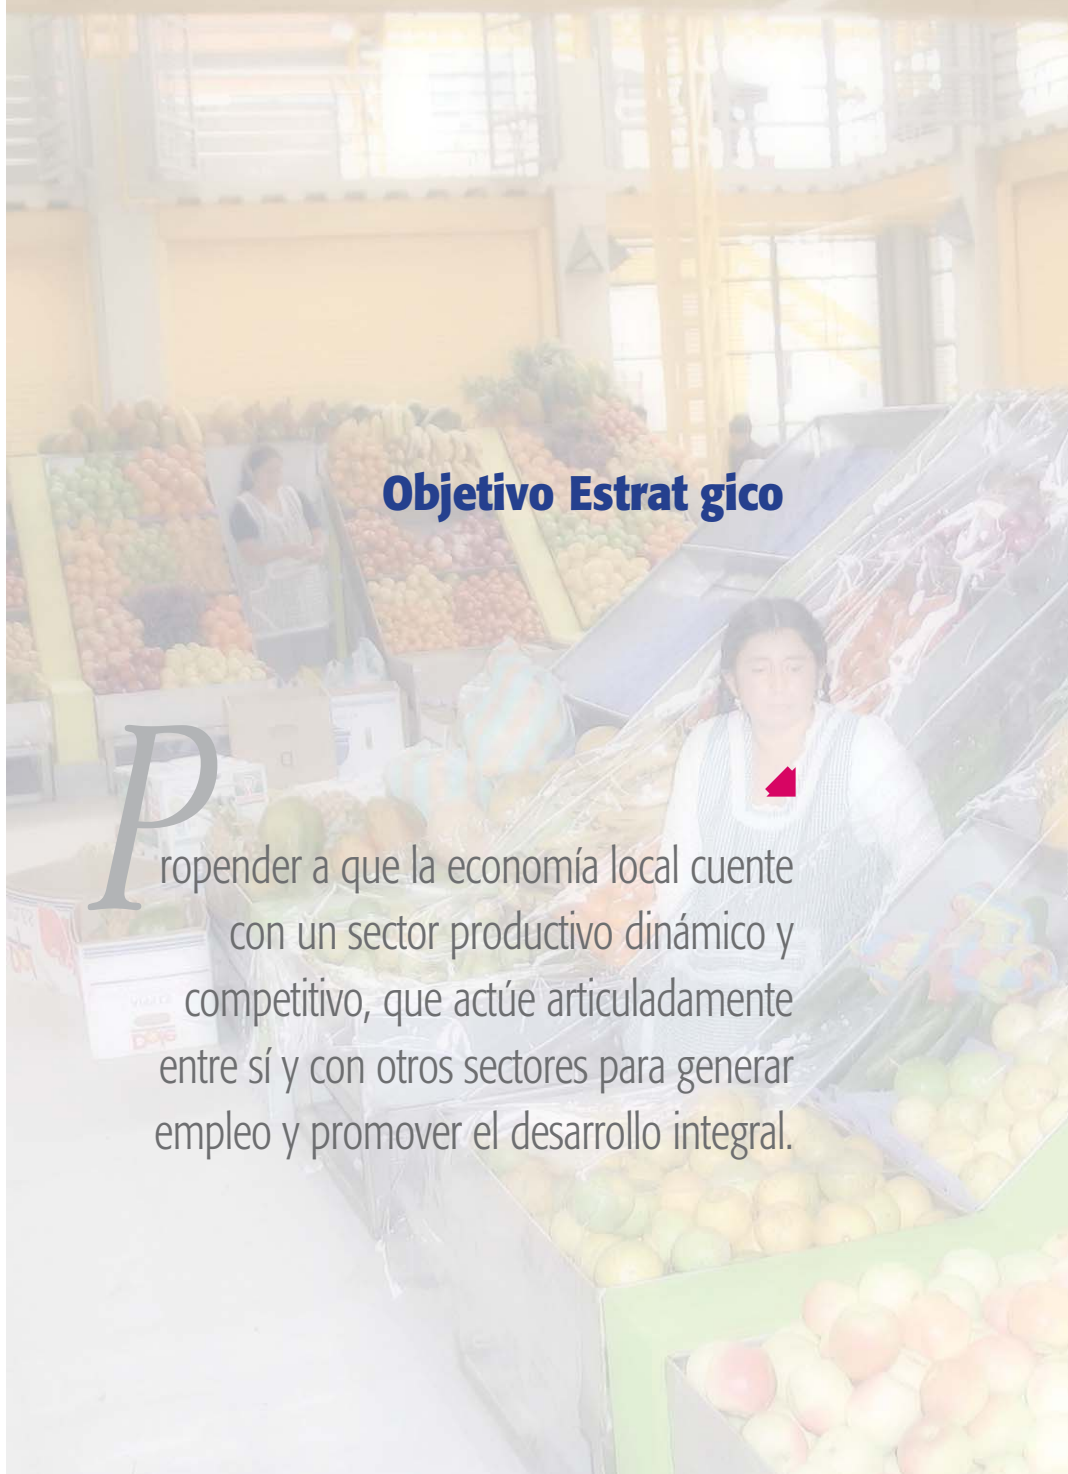 Objetivo Estrat gico
Propender a que la economía local cuente
con un sector productivo dinámico y
competitivo, que actúe articuladamente
entre sí y con otros sectores para generar
empleo y promover el desarrollo integral.
Dole